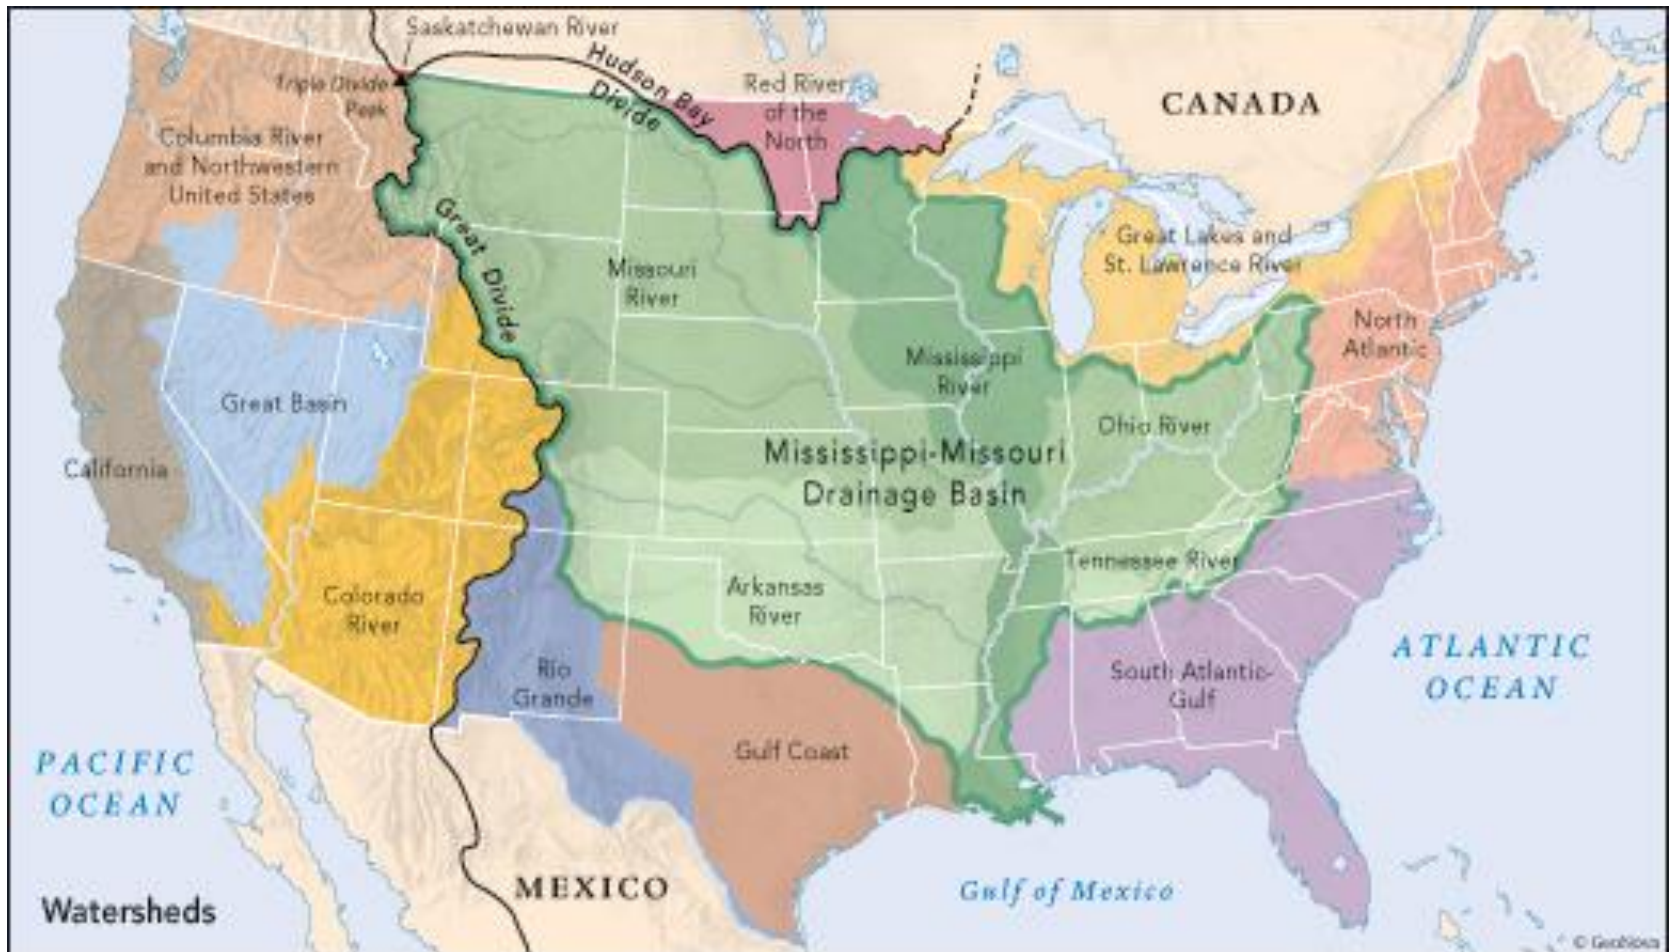 Saskatchewan River
Triple Divide
Peak
Hudson Bay
Divide
Red River
of the
North
CANADA
Columbia River
and Northwestern
United States
Great Divide
Missouri
River
Great Lakes and
St. Lawrence River
North
Atlantic
Mississippi
River
Great Basin
Ohio River
California
Mississippi-Missouri
Drainage Basin
Tennessee River
Colorado
River
Arkansas
River
Rio
Grande
South Atlantic-
Gulf
ATLANTIC
OCEAN
Gulf Coast
PACIFIC
OCEAN
MEXICO
Gulf of Mexico
Watersheds
© GeoNova